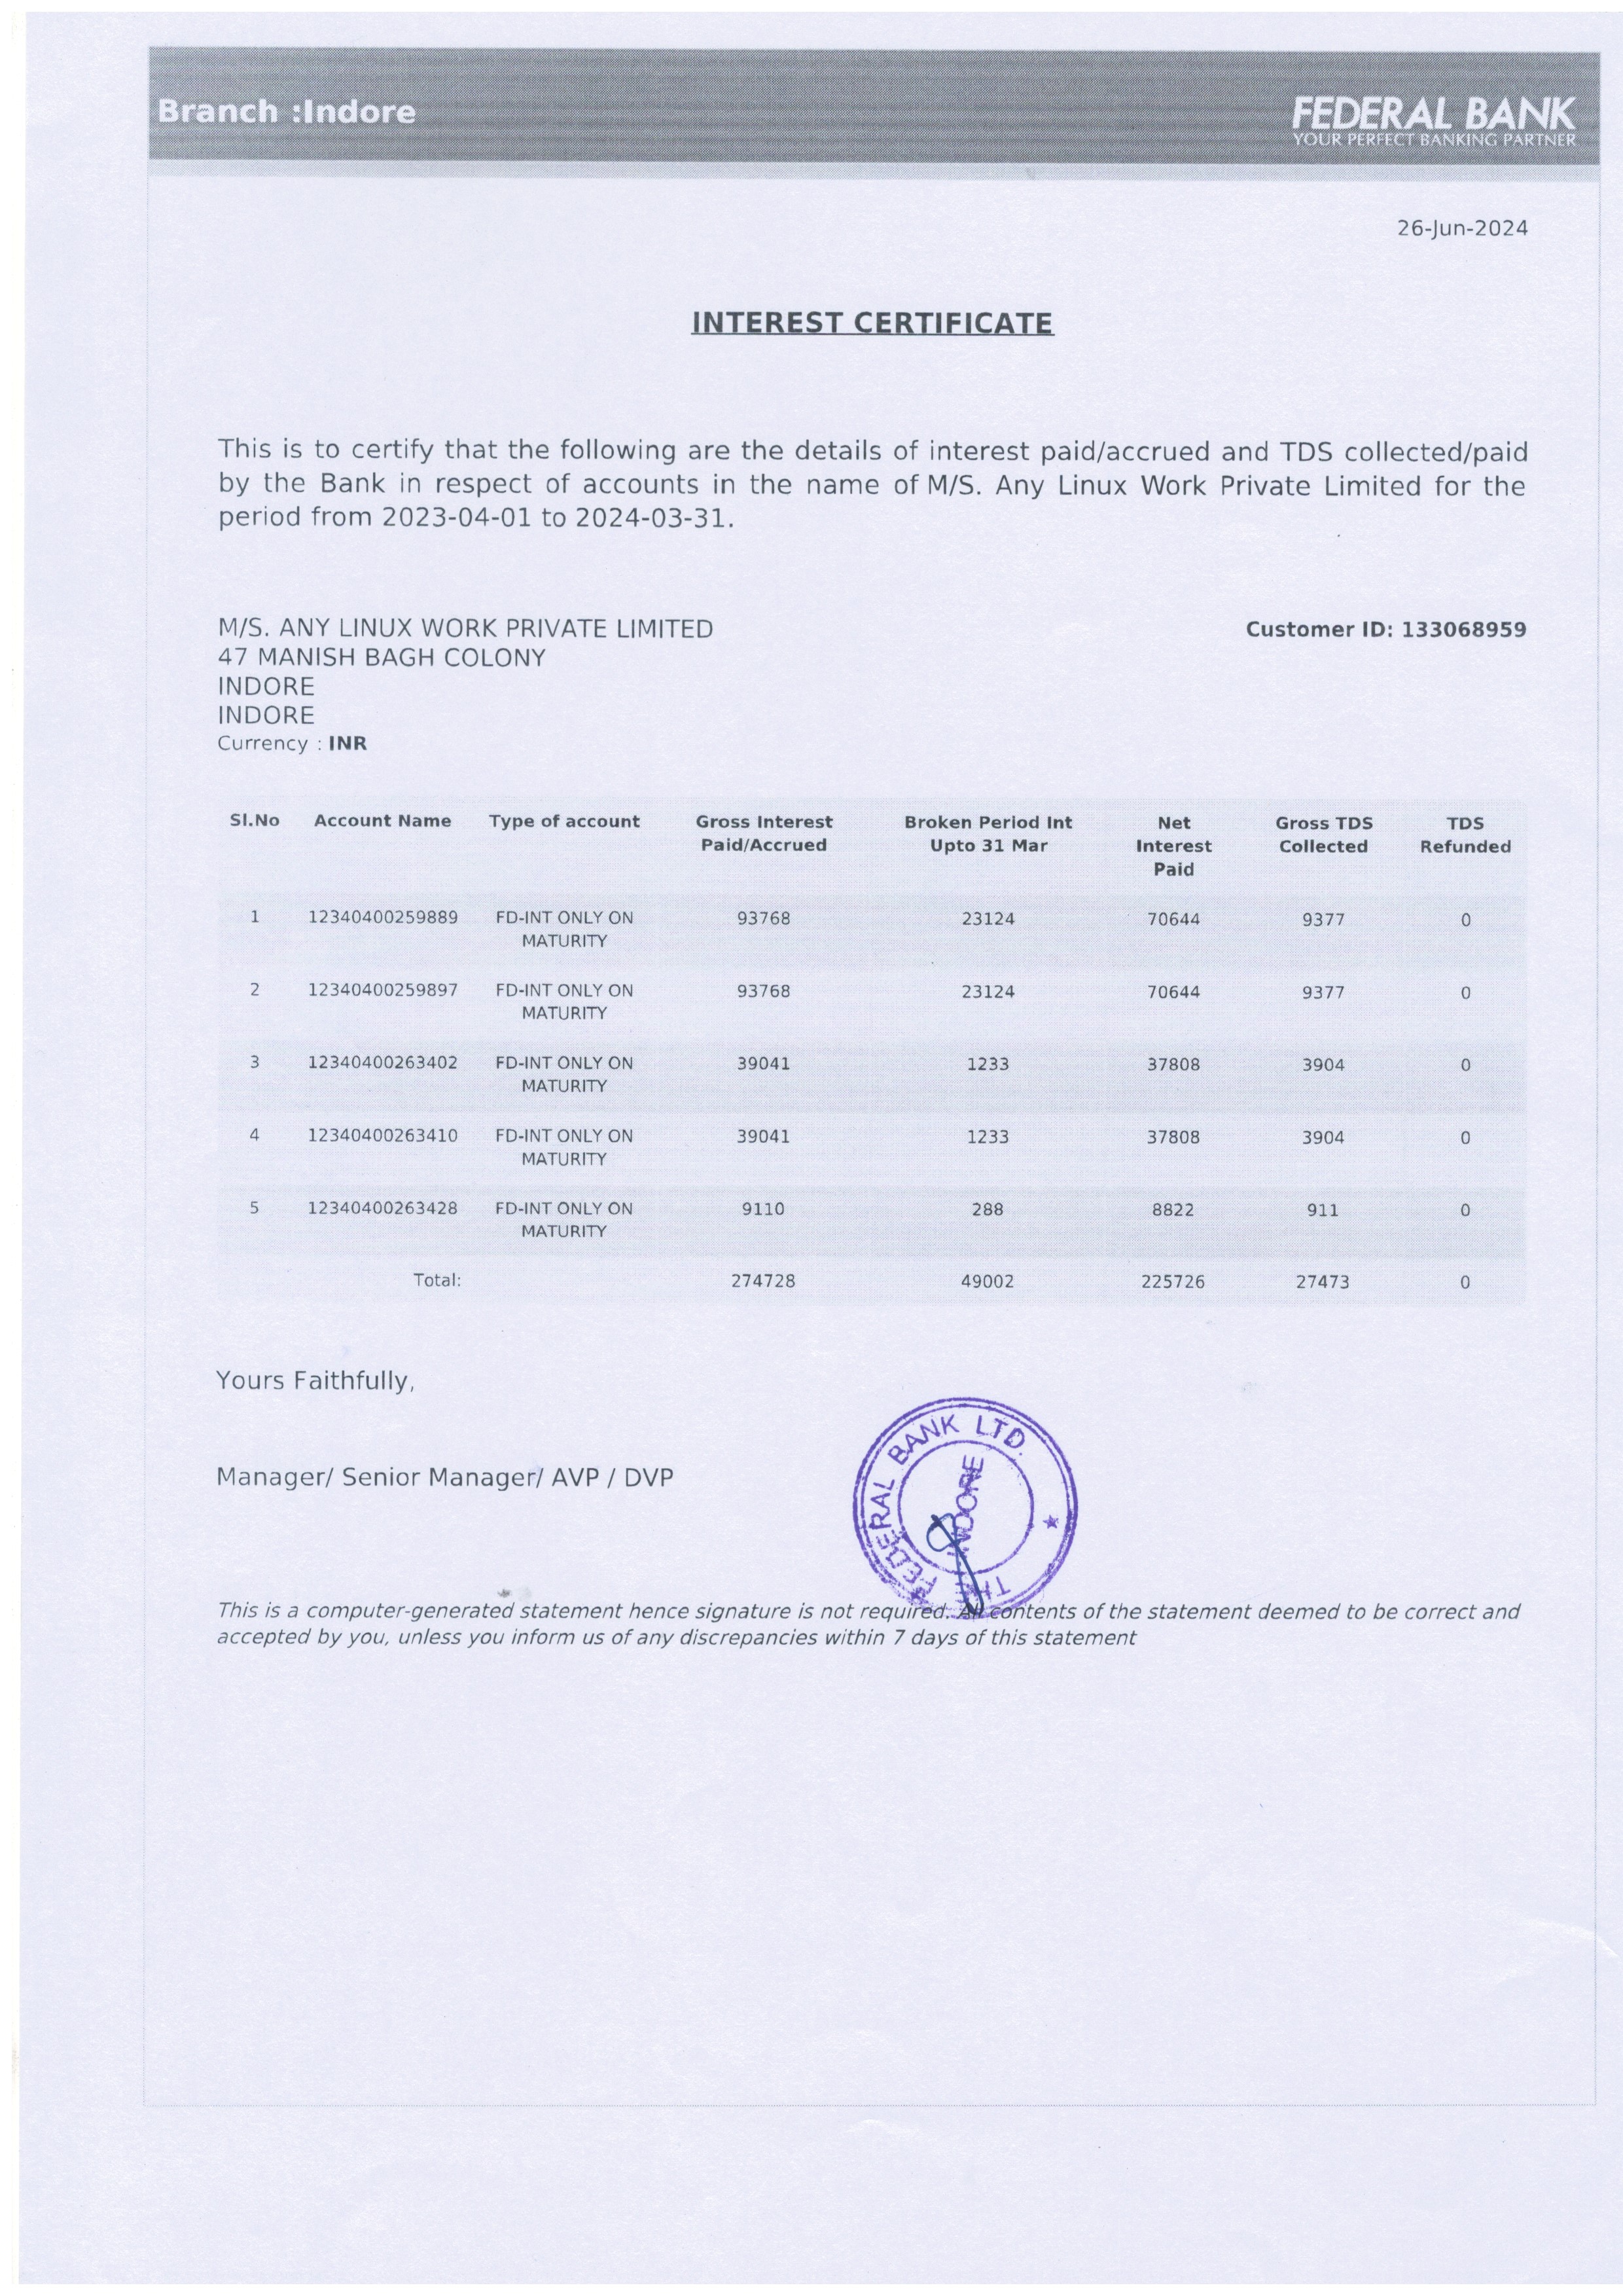 Branch :Indore
FEDERAL BANK
YOUR PERFECT BANKING PARTNER
26-Jun-2024
INTEREST CERTIFICATE
This is to certify that the following are the details of interest paid/accrued and TDS collected/paid
by the Bank in respect of accounts in the name of M/S. Any Linux Work Private Limited for the
period from 2023-04-01 to 2024-03-31.
M/S. ANY LINUX WORK PRIVATE LIMITED
Customer ID: 133068959
47 MANISH BAGH COLONY
INDORE
INDORE
Currency : INR
Sl.No Account Name Type of account Gross Interest Paid/Accrued Broken Period Int Upto 31 Mar Net Interest Paid Gross TDS Collected TDS Refunded
1 12340400259889 FD-INT ONLY ON MATURITY 93768 23124 70644 9377 0
2 12340400259897 FD-INT ONLY ON MATURITY 93768 23124 70644 9377 0
3 12340400263402 FD-INT ONLY ON MATURITY 39041 1233 37808 3904 0
4 12340400263410 FD-INT ONLY ON MATURITY 39041 1233 37808 3904 0
5 12340400263428 FD-INT ONLY ON MATURITY 9110 288 8822 911 0
Total: 274728 49002 225726 27473 0
Yours Faithfully,
Manager/ Senior Manager/ AVP / DVP
THE FEDERAL BANK LTD.
INDORE
This is a computer-generated statement hence signature is not required. All contents of the statement deemed to be correct and
accepted by you, unless you inform us of any discrepancies within 7 days of this statement